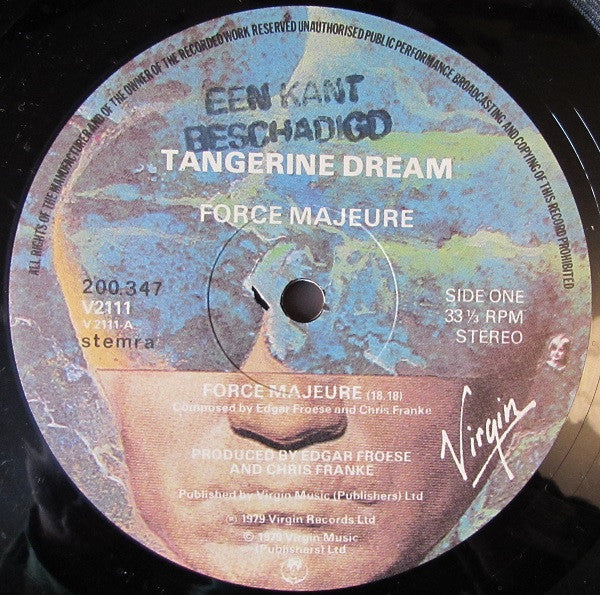 ALL RIGHTS OF THE MANUFACTURER AND OF THE OWNER OF THE RECORDED WORK RESERVED UNAUTHORISED PUBLIC PERFORMANCE BROADCASTING AND COPYING OF THIS RECORD PROHIBITED
EEN KANT
BESCHADIGD
TANGERINE DREAM
FORCE MAJEURE
200.347
V2111
V 2111-A
stemra
SIDE ONE
33 ⅓ RPM
STEREO
FORCE MAJEURE (18.18)
Composed by Edgar Froese and Chris Franke
PRODUCED BY EDGAR FROESE
AND CHRIS FRANKE
Published by Virgin Music (Publishers) Ltd
℗ 1979 Virgin Records Ltd
© 1979 Virgin Music
(Publishers) Ltd
Virgin